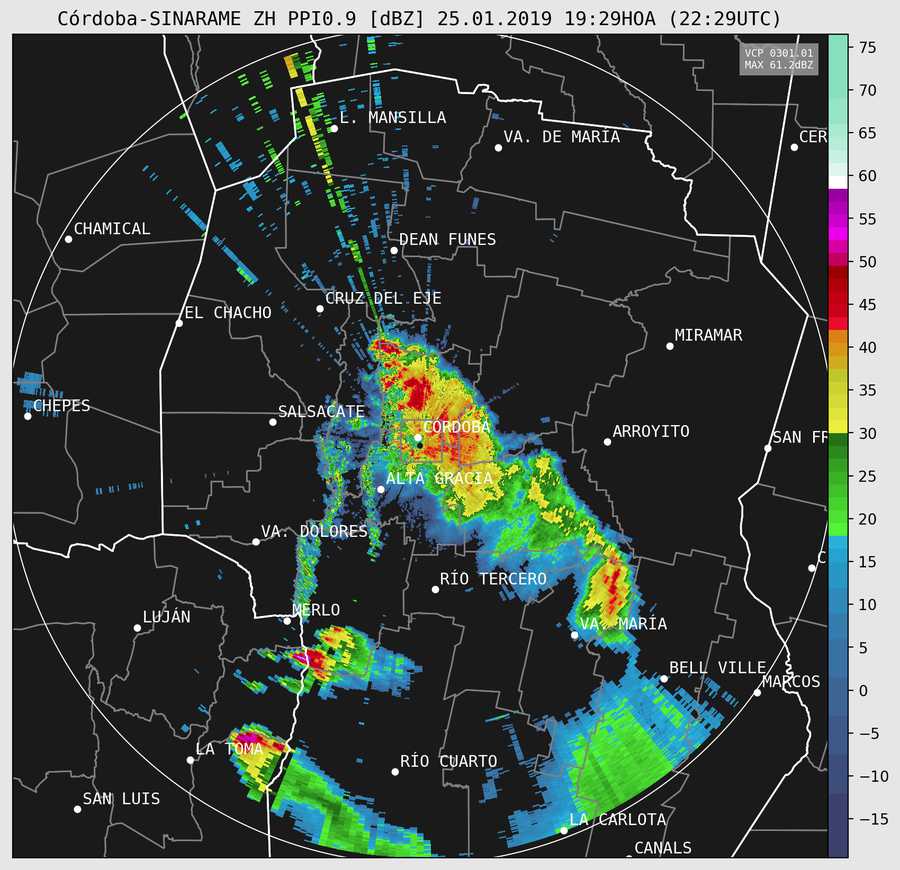 Córdoba-SINARAME ZH PPI0.9 [dBZ] 25.01.2019 19:29HOA (22:29UTC)
VCP 0301.01
MAX 61.2dBZ
75
70
65
60
55
50
45
40
35
30
25
20
15
10
5
0
−5
−10
−15
L. MANSILLA
VA. DE MARÍA
CER
CHAMICAL
DEAN FUNES
CRUZ DEL EJE
EL CHACHO
MIRAMAR
CHEPES
SALSACATE
CÓRDOBA
ARROYITO
SAN FR
ALTA GRACIA
VA. DOLORES
C
RÍO TERCERO
MERLO
LUJÁN
VA. MARÍA
BELL VILLE
MARCOS
LA TOMA
RÍO CUARTO
SAN LUIS
LA CARLOTA
CANALS